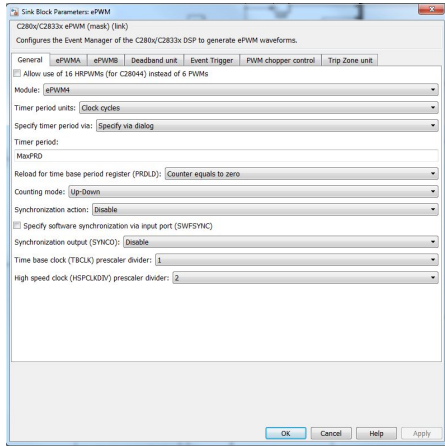 Sink Block Parameters: ePWM
C280x/C2833x ePWM (mask) (link)
Configures the Event Manager of the C280x/C2833x DSP to generate ePWM waveforms.
General ePWMA ePWMB Deadband unit Event Trigger PWM chopper control Trip Zone unit
Allow use of 16 HRPWMs (for C28044) instead of 6 PWMs
Module: ePWM4
Timer period units: Clock cycles
Specify timer period via: Specify via dialog
Timer period:
MaxPRD
Reload for time base period register (PRDLD): Counter equals to zero
Counting mode: Up-Down
Synchronization action: Disable
Specify software synchronization via input port (SWFSYNC)
Synchronization output (SYNCO): Disable
Time base clock (TBCLK) prescaler divider: 1
High speed clock (HSPCLKDIV) prescaler divider: 2
OK Cancel Help Apply